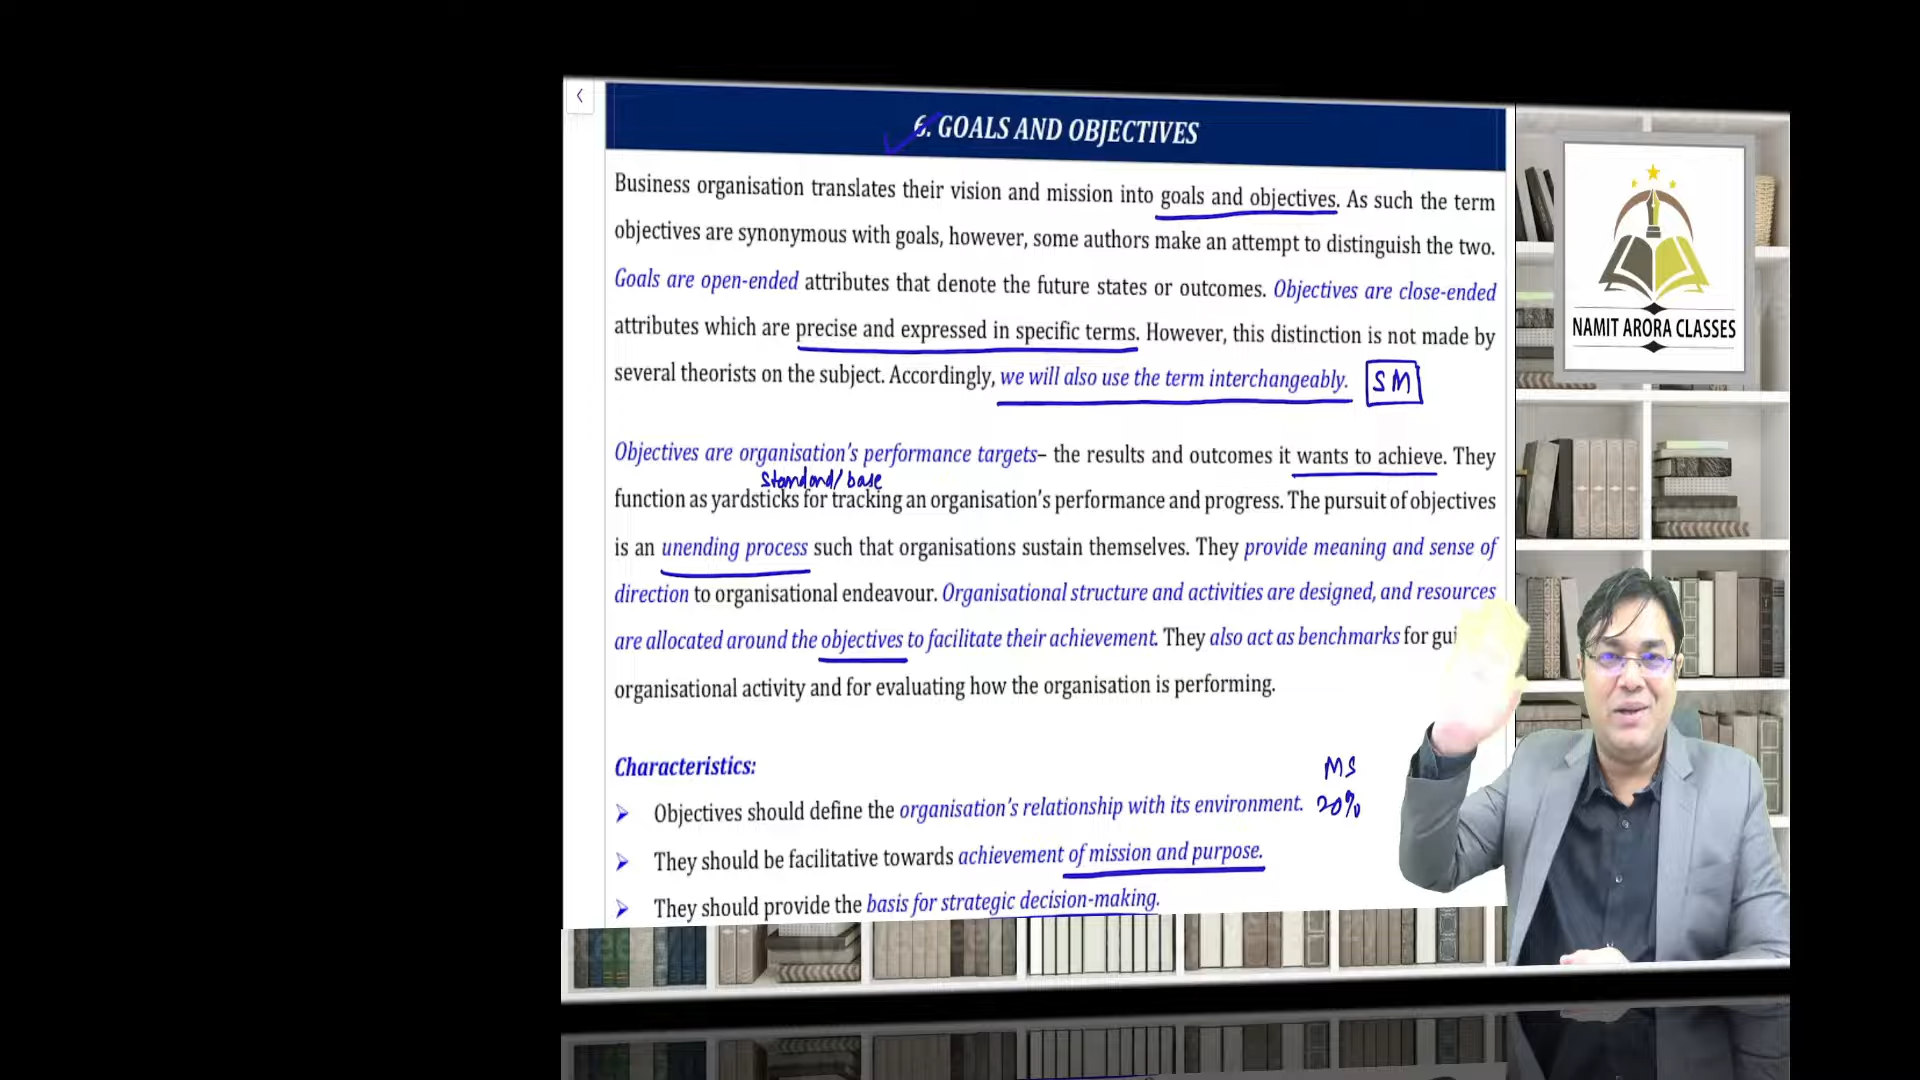 6. GOALS AND OBJECTIVES
Business organisation translates their vision and mission into goals and objectives. As such the term
objectives are synonymous with goals, however, some authors make an attempt to distinguish the two.
Goals are open-ended attributes that denote the future states or outcomes. Objectives are close-ended
attributes which are precise and expressed in specific terms. However, this distinction is not made by
several theorists on the subject. Accordingly, we will also use the term interchangeably. SM
Objectives are organisation's performance targets– the results and outcomes it wants to achieve. They
standard/base
function as yardsticks for tracking an organisation's performance and progress. The pursuit of objectives
is an unending process such that organisations sustain themselves. They provide meaning and sense of
direction to organisational endeavour. Organisational structure and activities are designed, and resources
are allocated around the objectives to facilitate their achievement. They also act as benchmarks for gui
organisational activity and for evaluating how the organisation is performing.
Characteristics:
MS
➢ Objectives should define the organisation's relationship with its environment. 20%
➢ They should be facilitative towards achievement of mission and purpose.
➢ They should provide the basis for strategic decision-making.
NAMIT ARORA CLASSES